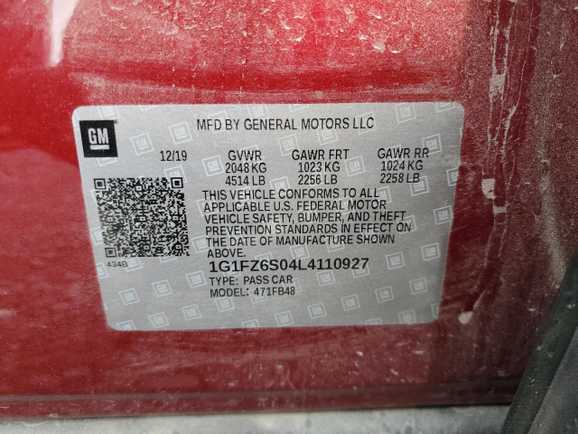 GM
MFD BY GENERAL MOTORS LLC
12/19 GVWR GAWR FRT GAWR RR
2048 KG 1023 KG 1024 KG
4514 LB 2256 LB 2258 LB
THIS VEHICLE CONFORMS TO ALL
APPLICABLE U.S. FEDERAL MOTOR
VEHICLE SAFETY, BUMPER, AND THEFT
PREVENTION STANDARDS IN EFFECT
ON THE DATE OF MANUFACTURE SHOWN
ABOVE.
434B
1G1FZ6S04L4110927
TYPE: PASS CAR
MODEL: 471FB48